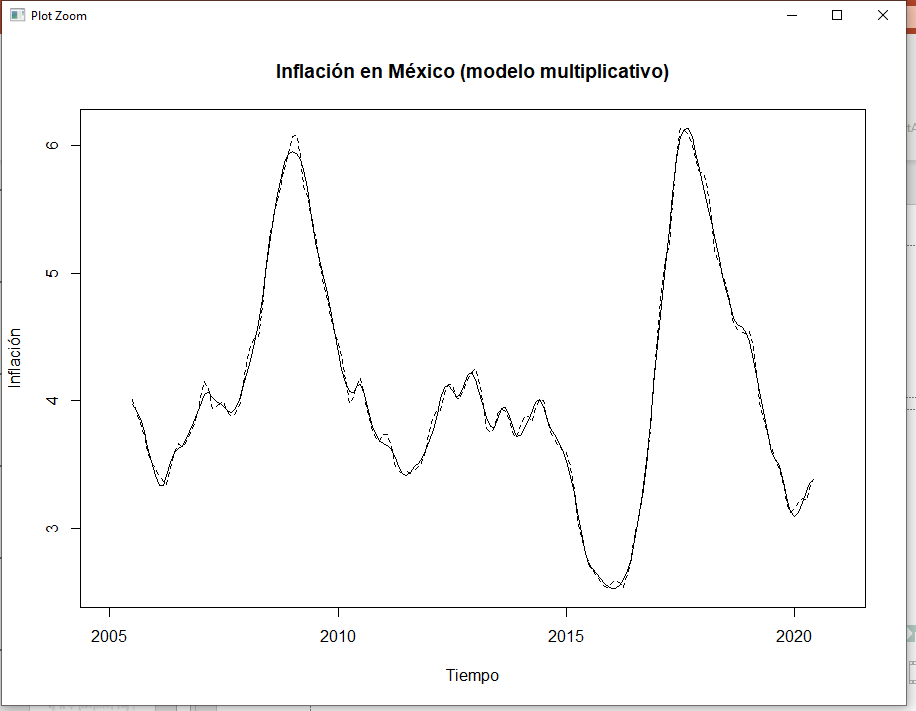 Plot Zoom
Inflación en México (modelo multiplicativo)
6
5
4
3
Inflación
2005 2010 2015 2020
Tiempo